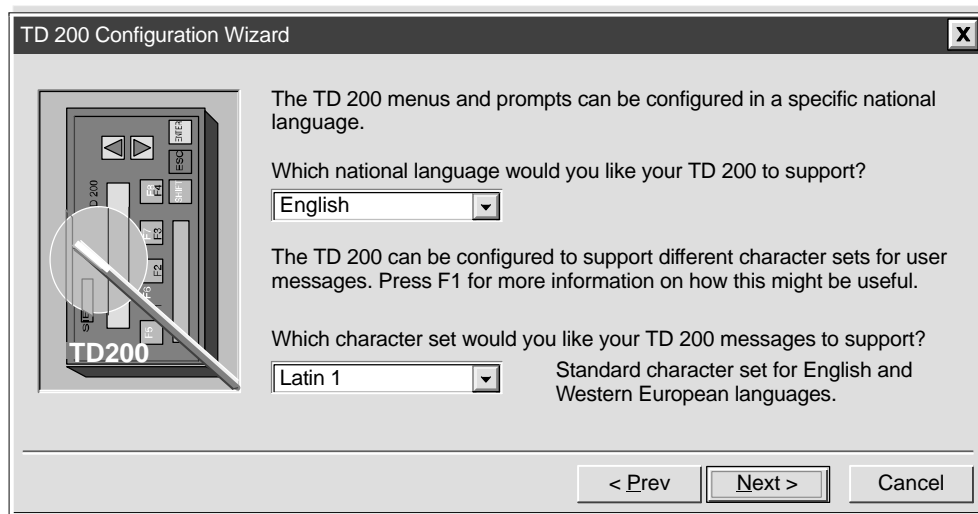 TD 200 Configuration Wizard
X
The TD 200 menus and prompts can be configured in a specific national
language.
Which national language would you like your TD 200 to support?
English
The TD 200 can be configured to support different character sets for user
messages. Press F1 for more information on how this might be useful.
Which character set would you like your TD 200 messages to support?
Latin 1
Standard character set for English and
Western European languages.
ENTER
ESC
SHIFT
F8
F4
F7
F3
F2
F6
F5
TD200
< Prev
Next >
Cancel